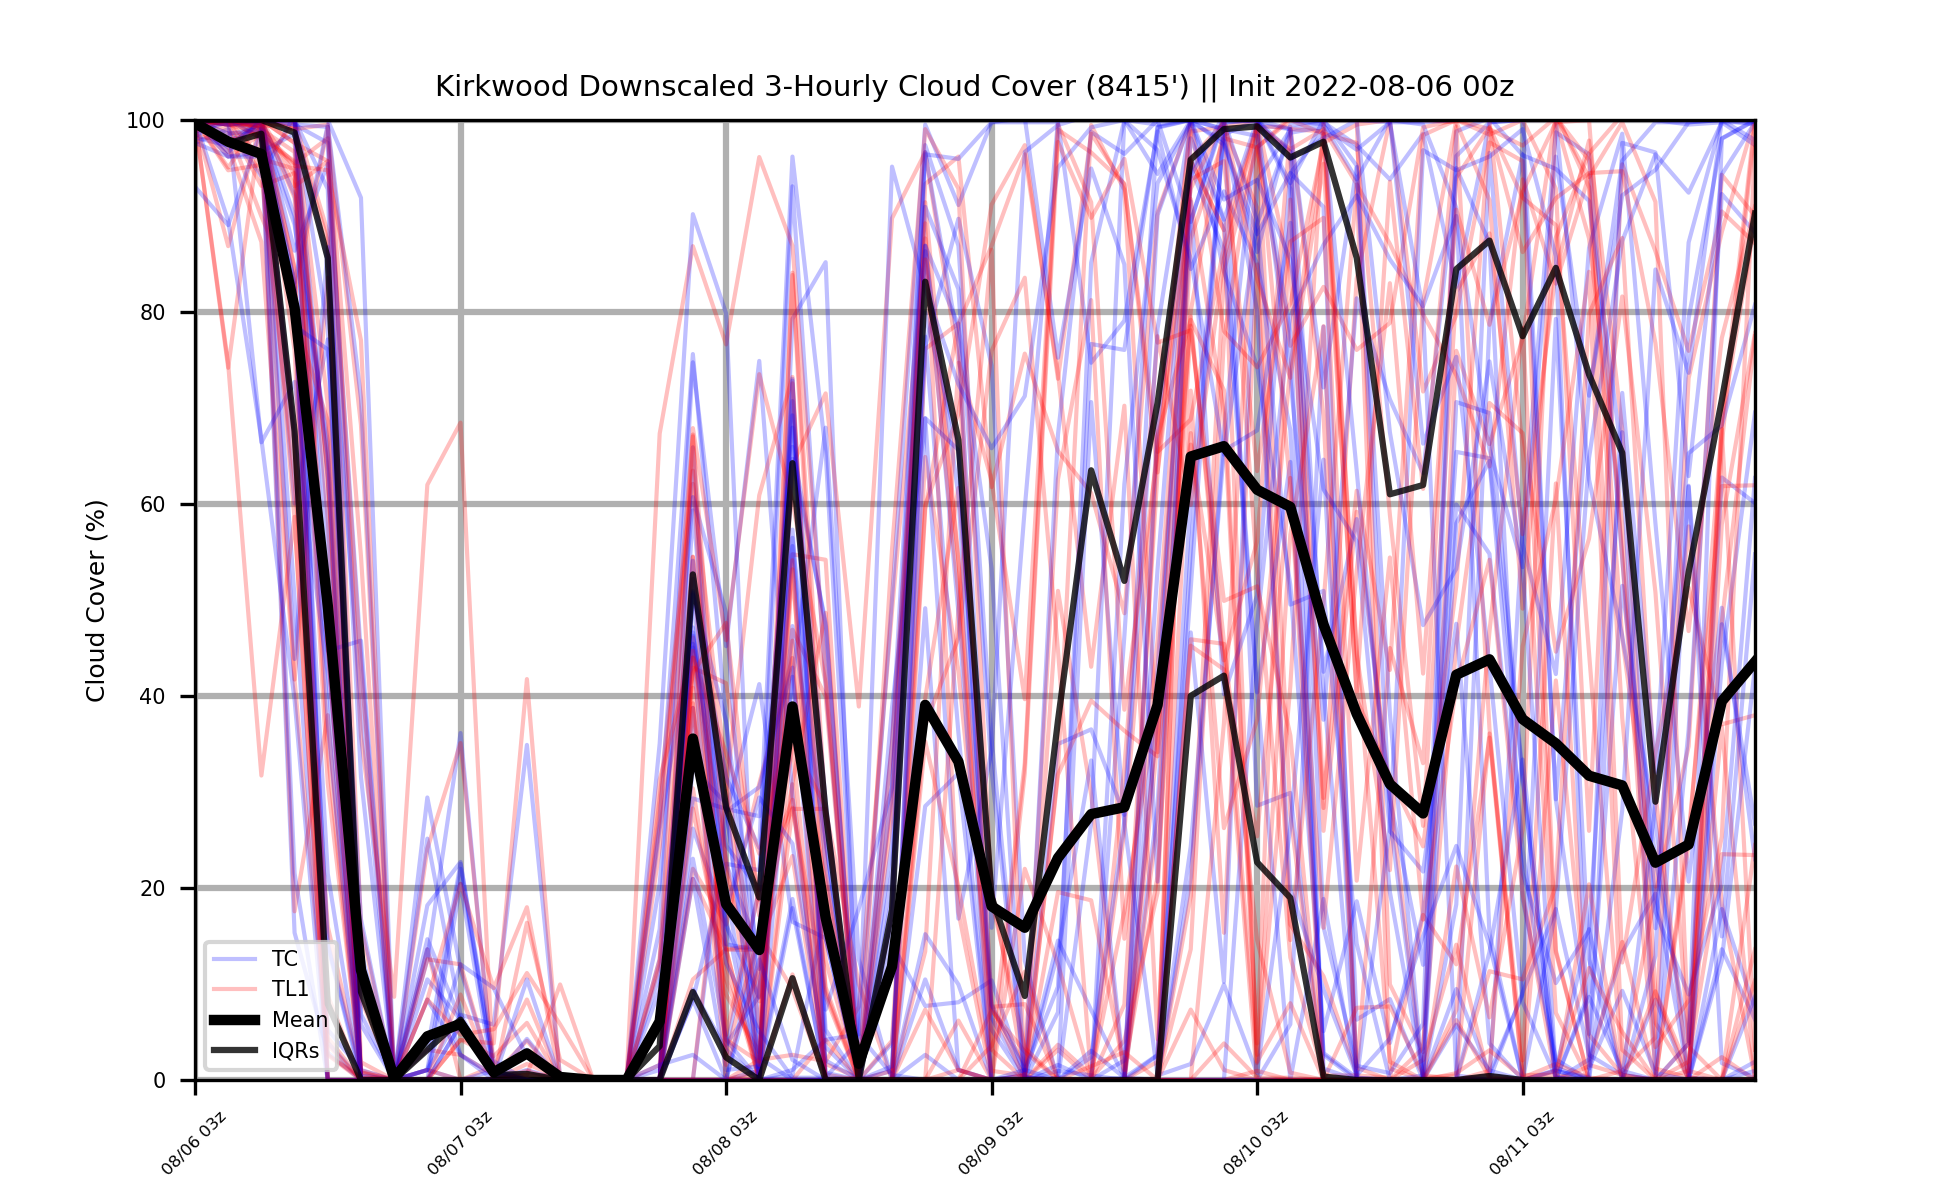 Kirkwood Downscaled 3-Hourly Cloud Cover (8415') || Init 2022-08-06 00z
Cloud Cover (%)
100
80
60
40
20
0
TC
TL1
Mean
IQRs
08/06 03z
08/07 03z
08/08 03z
08/09 03z
08/10 03z
08/11 03z